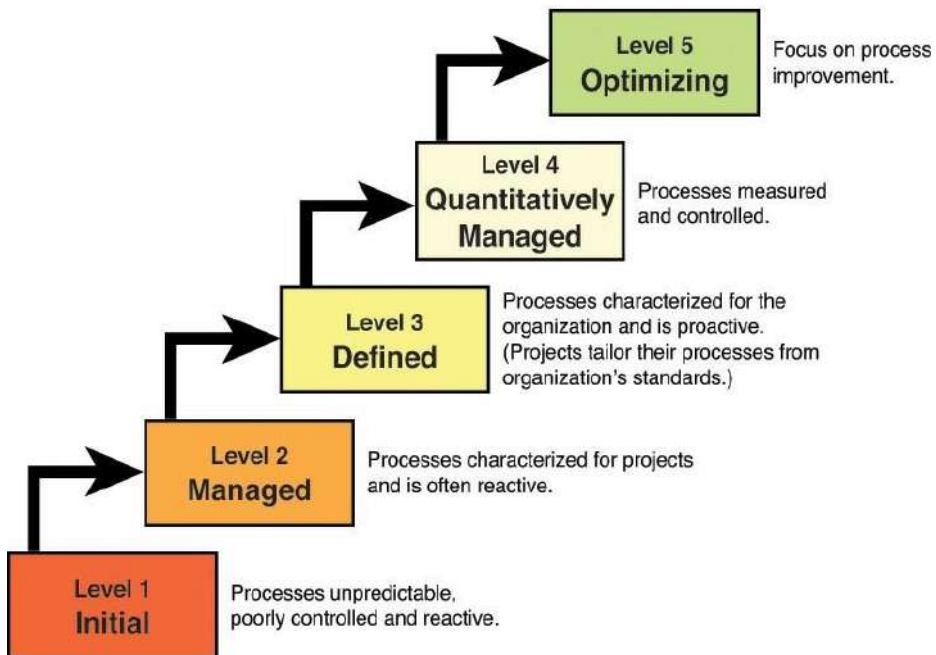 Level 5
Optimizing
Focus on process
improvement.
Level 4
Quantitatively
Managed
Processes measured
and controlled.
Level 3
Defined
Processes characterized for the
organization and is proactive.
(Projects tailor their processes from
organization's standards.)
Level 2
Managed
Processes characterized for projects
and is often reactive.
Level 1
Initial
Processes unpredictable,
poorly controlled and reactive.